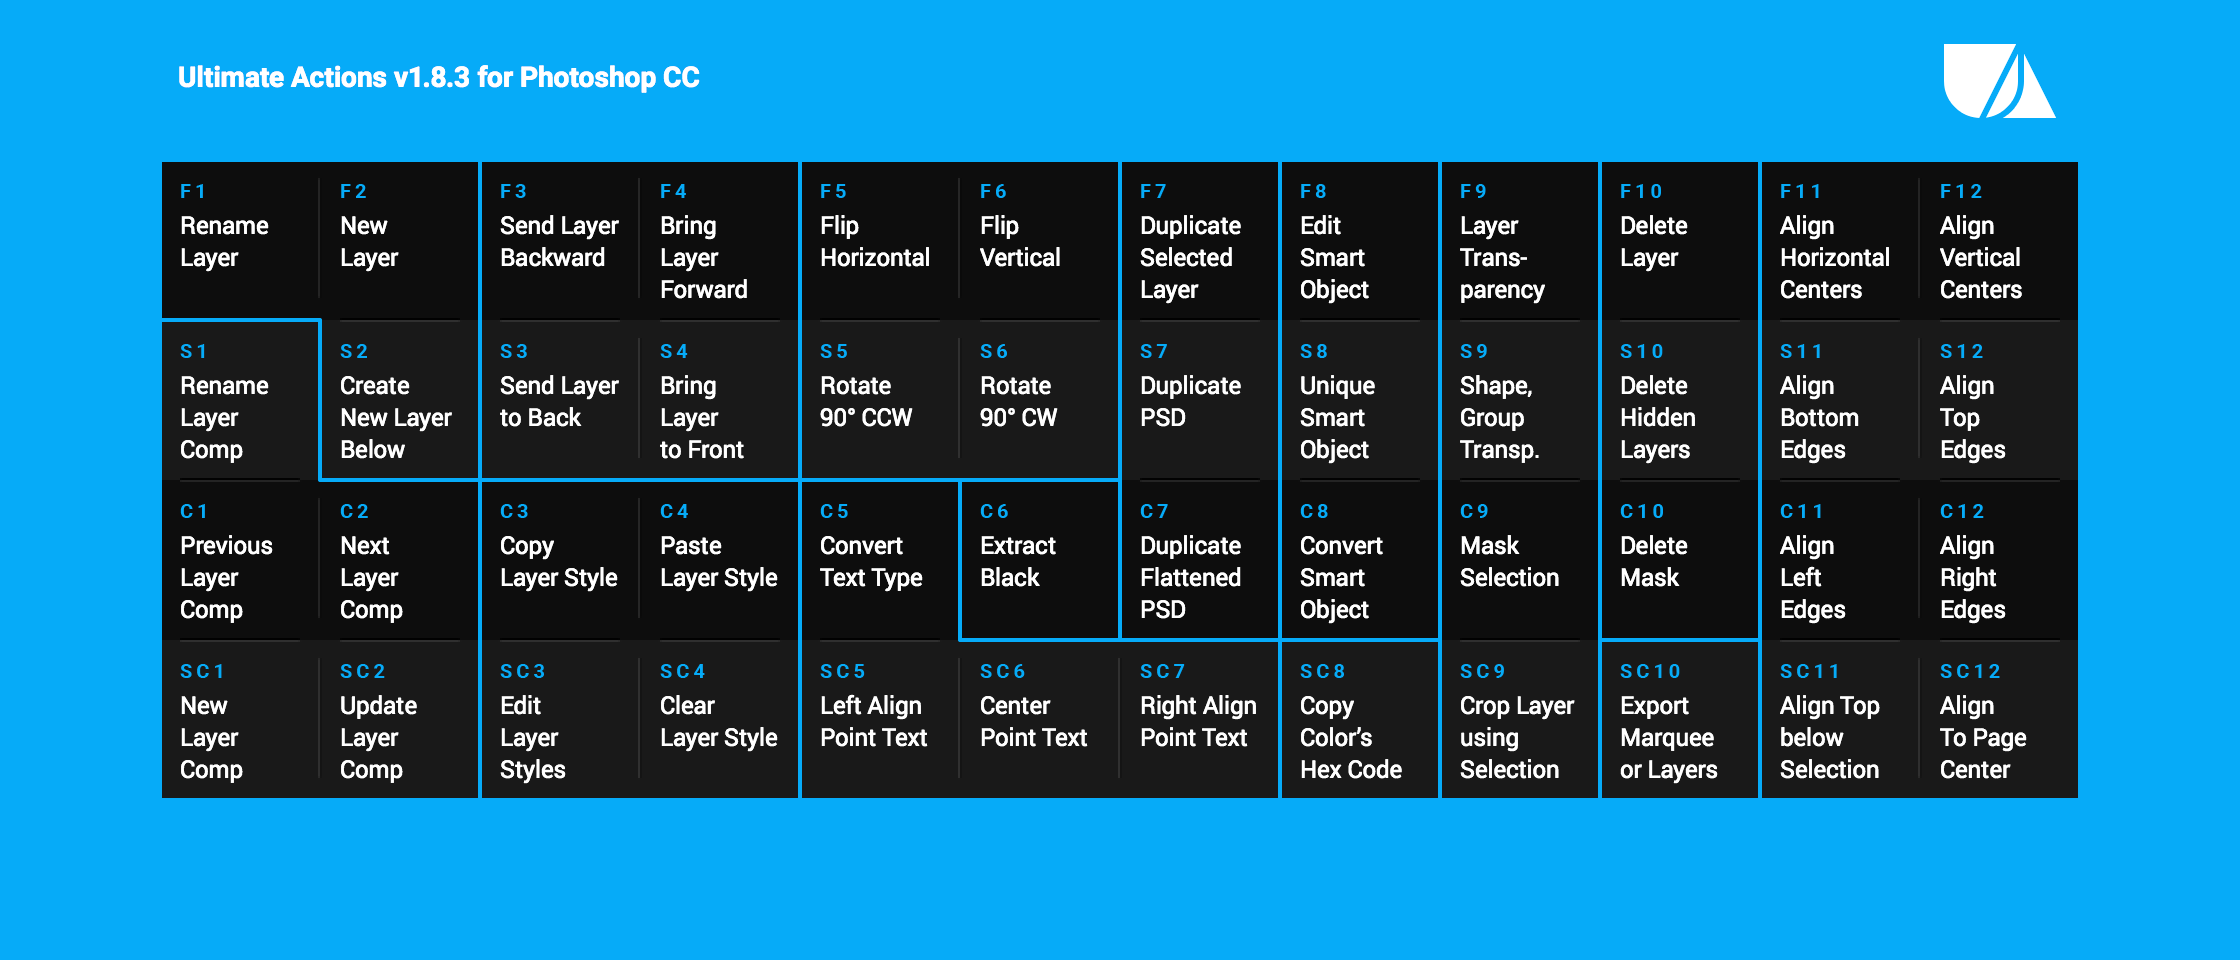 Ultimate Actions v1.8.3 for Photoshop CC
F1
Rename
Layer
F2
New
Layer
F3
Send Layer
Backward
F4
Bring
Layer
Forward
F5
Flip
Horizontal
F6
Flip
Vertical
F7
Duplicate
Selected
Layer
F8
Edit
Smart
Object
F9
Layer
Trans-
parency
F10
Delete
Layer
F11
Align
Horizontal
Centers
F12
Align
Vertical
Centers
S1
Rename
Layer
Comp
S2
Create
New Layer
Below
S3
Send Layer
to Back
S4
Bring
Layer
to Front
S5
Rotate
90° CCW
S6
Rotate
90° CW
S7
Duplicate
PSD
S8
Unique
Smart
Object
S9
Shape,
Group
Transp.
S10
Delete
Hidden
Layers
S11
Align
Bottom
Edges
S12
Align
Top
Edges
C1
Previous
Layer
Comp
C2
Next
Layer
Comp
C3
Copy
Layer Style
C4
Paste
Layer Style
C5
Convert
Text Type
C6
Extract
Black
C7
Duplicate
Flattened
PSD
C8
Convert
Smart
Object
C9
Mask
Selection
C10
Delete
Mask
C11
Align
Left
Edges
C12
Align
Right
Edges
SC1
New
Layer
Comp
SC2
Update
Layer
Comp
SC3
Edit
Layer
Styles
SC4
Clear
Layer Style
SC5
Left Align
Point Text
SC6
Center
Point Text
SC7
Right Align
Point Text
SC8
Copy
Color's
Hex Code
SC9
Crop Layer
using
Selection
SC10
Export
Marquee
or Layers
SC11
Align Top
below
Selection
SC12
Align
To Page
Center